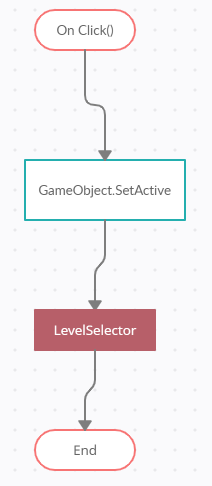 On Click()
GameObject.SetActive
LevelSelector
End